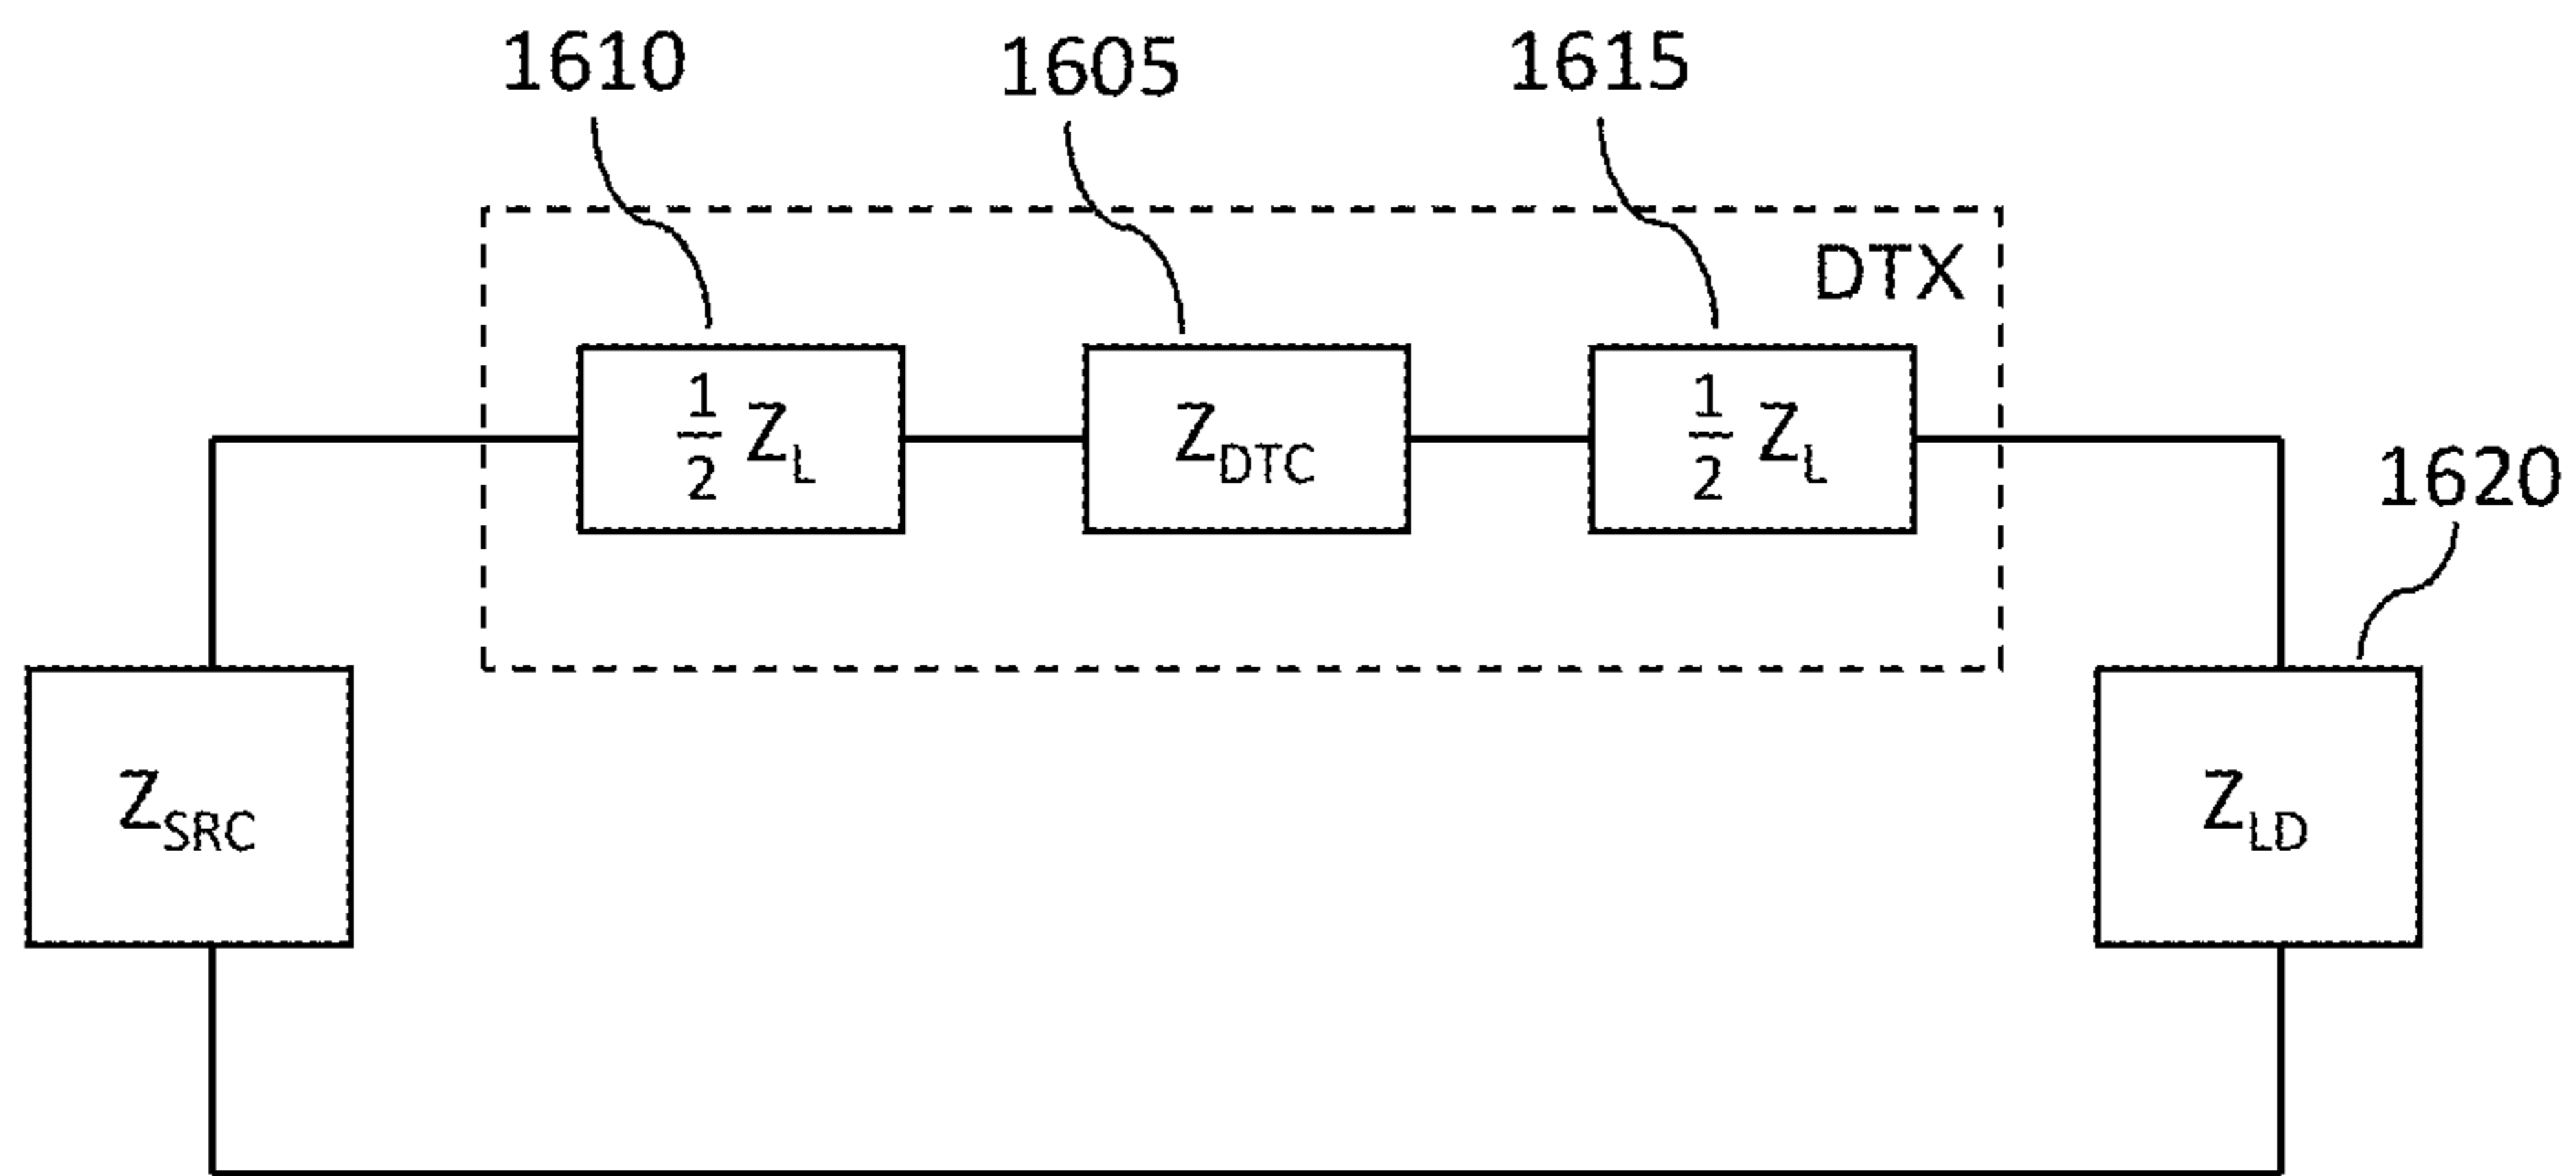 1610 1605 1615
DTX
1/2 Z_L Z_DTC 1/2 Z_L
1620
Z_SRC Z_LD